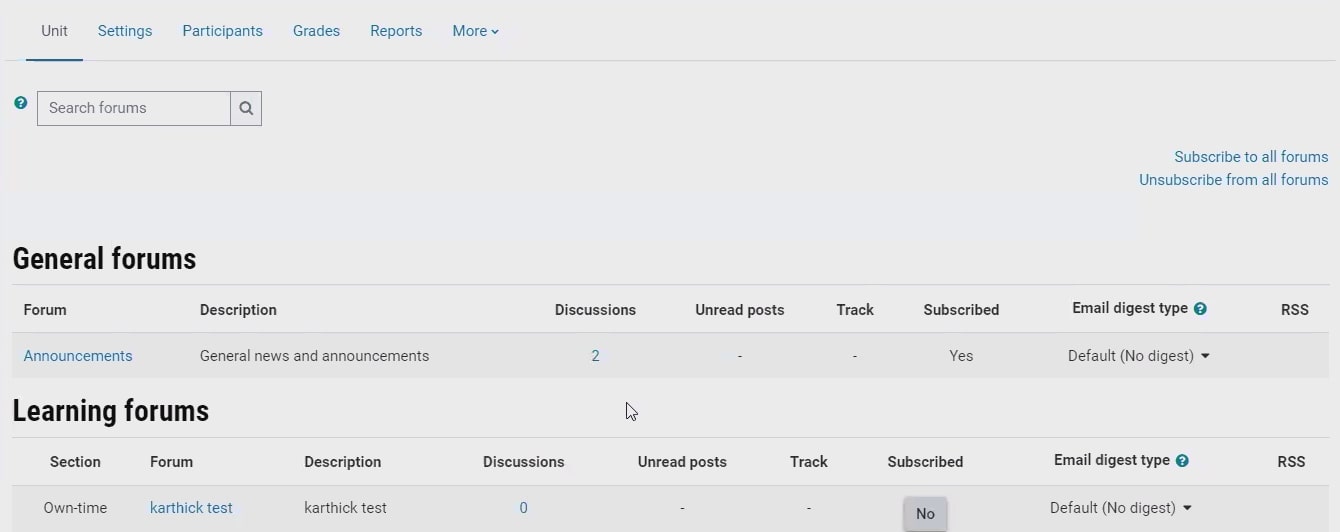 Unit Settings Participants Grades Reports More
Search forums
Subscribe to all forums
Unsubscribe from all forums
General forums
Forum Description Discussions Unread posts Track Subscribed Email digest type RSS
Announcements General news and announcements 2 - - Yes Default (No digest)
Learning forums
Section Forum Description Discussions Unread posts Track Subscribed Email digest type RSS
Own-time karthick test karthick test 0 - - No Default (No digest)